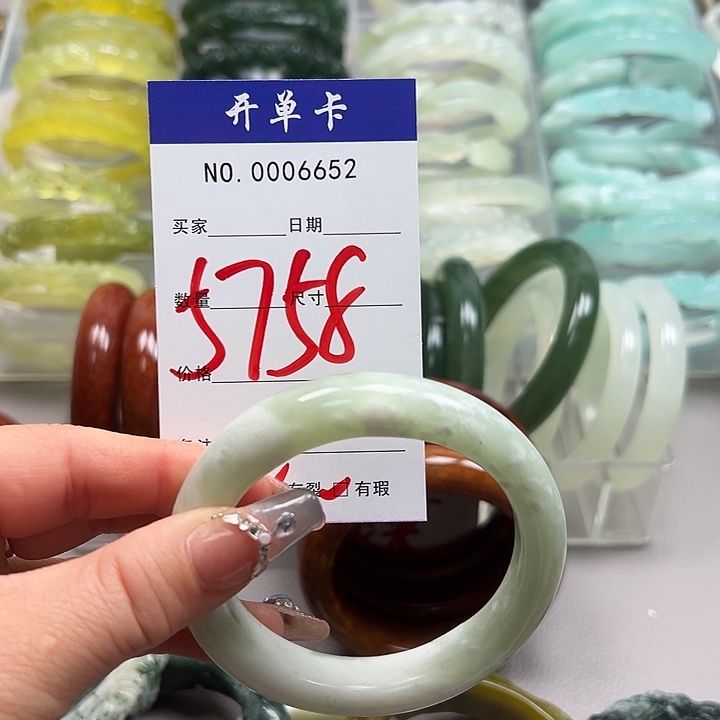 开单卡
NO.0006652
买家 日期
数量 尺寸
5758
价格
有裂 □ 有瑕